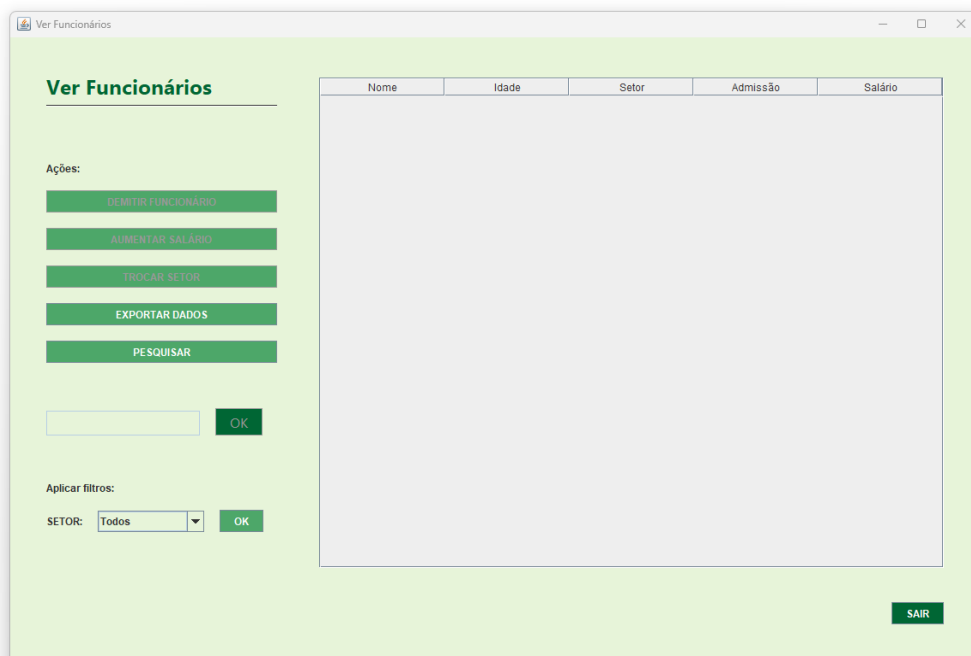 Ver Funcionários
Ver Funcionários
Nome Idade Setor Admissão Salário
Ações:
DEMITIR FUNCIONÁRIO
AUMENTAR SALÁRIO
TROCAR SETOR
EXPORTAR DADOS
PESQUISAR
OK
Aplicar filtros:
SETOR: Todos OK
SAIR